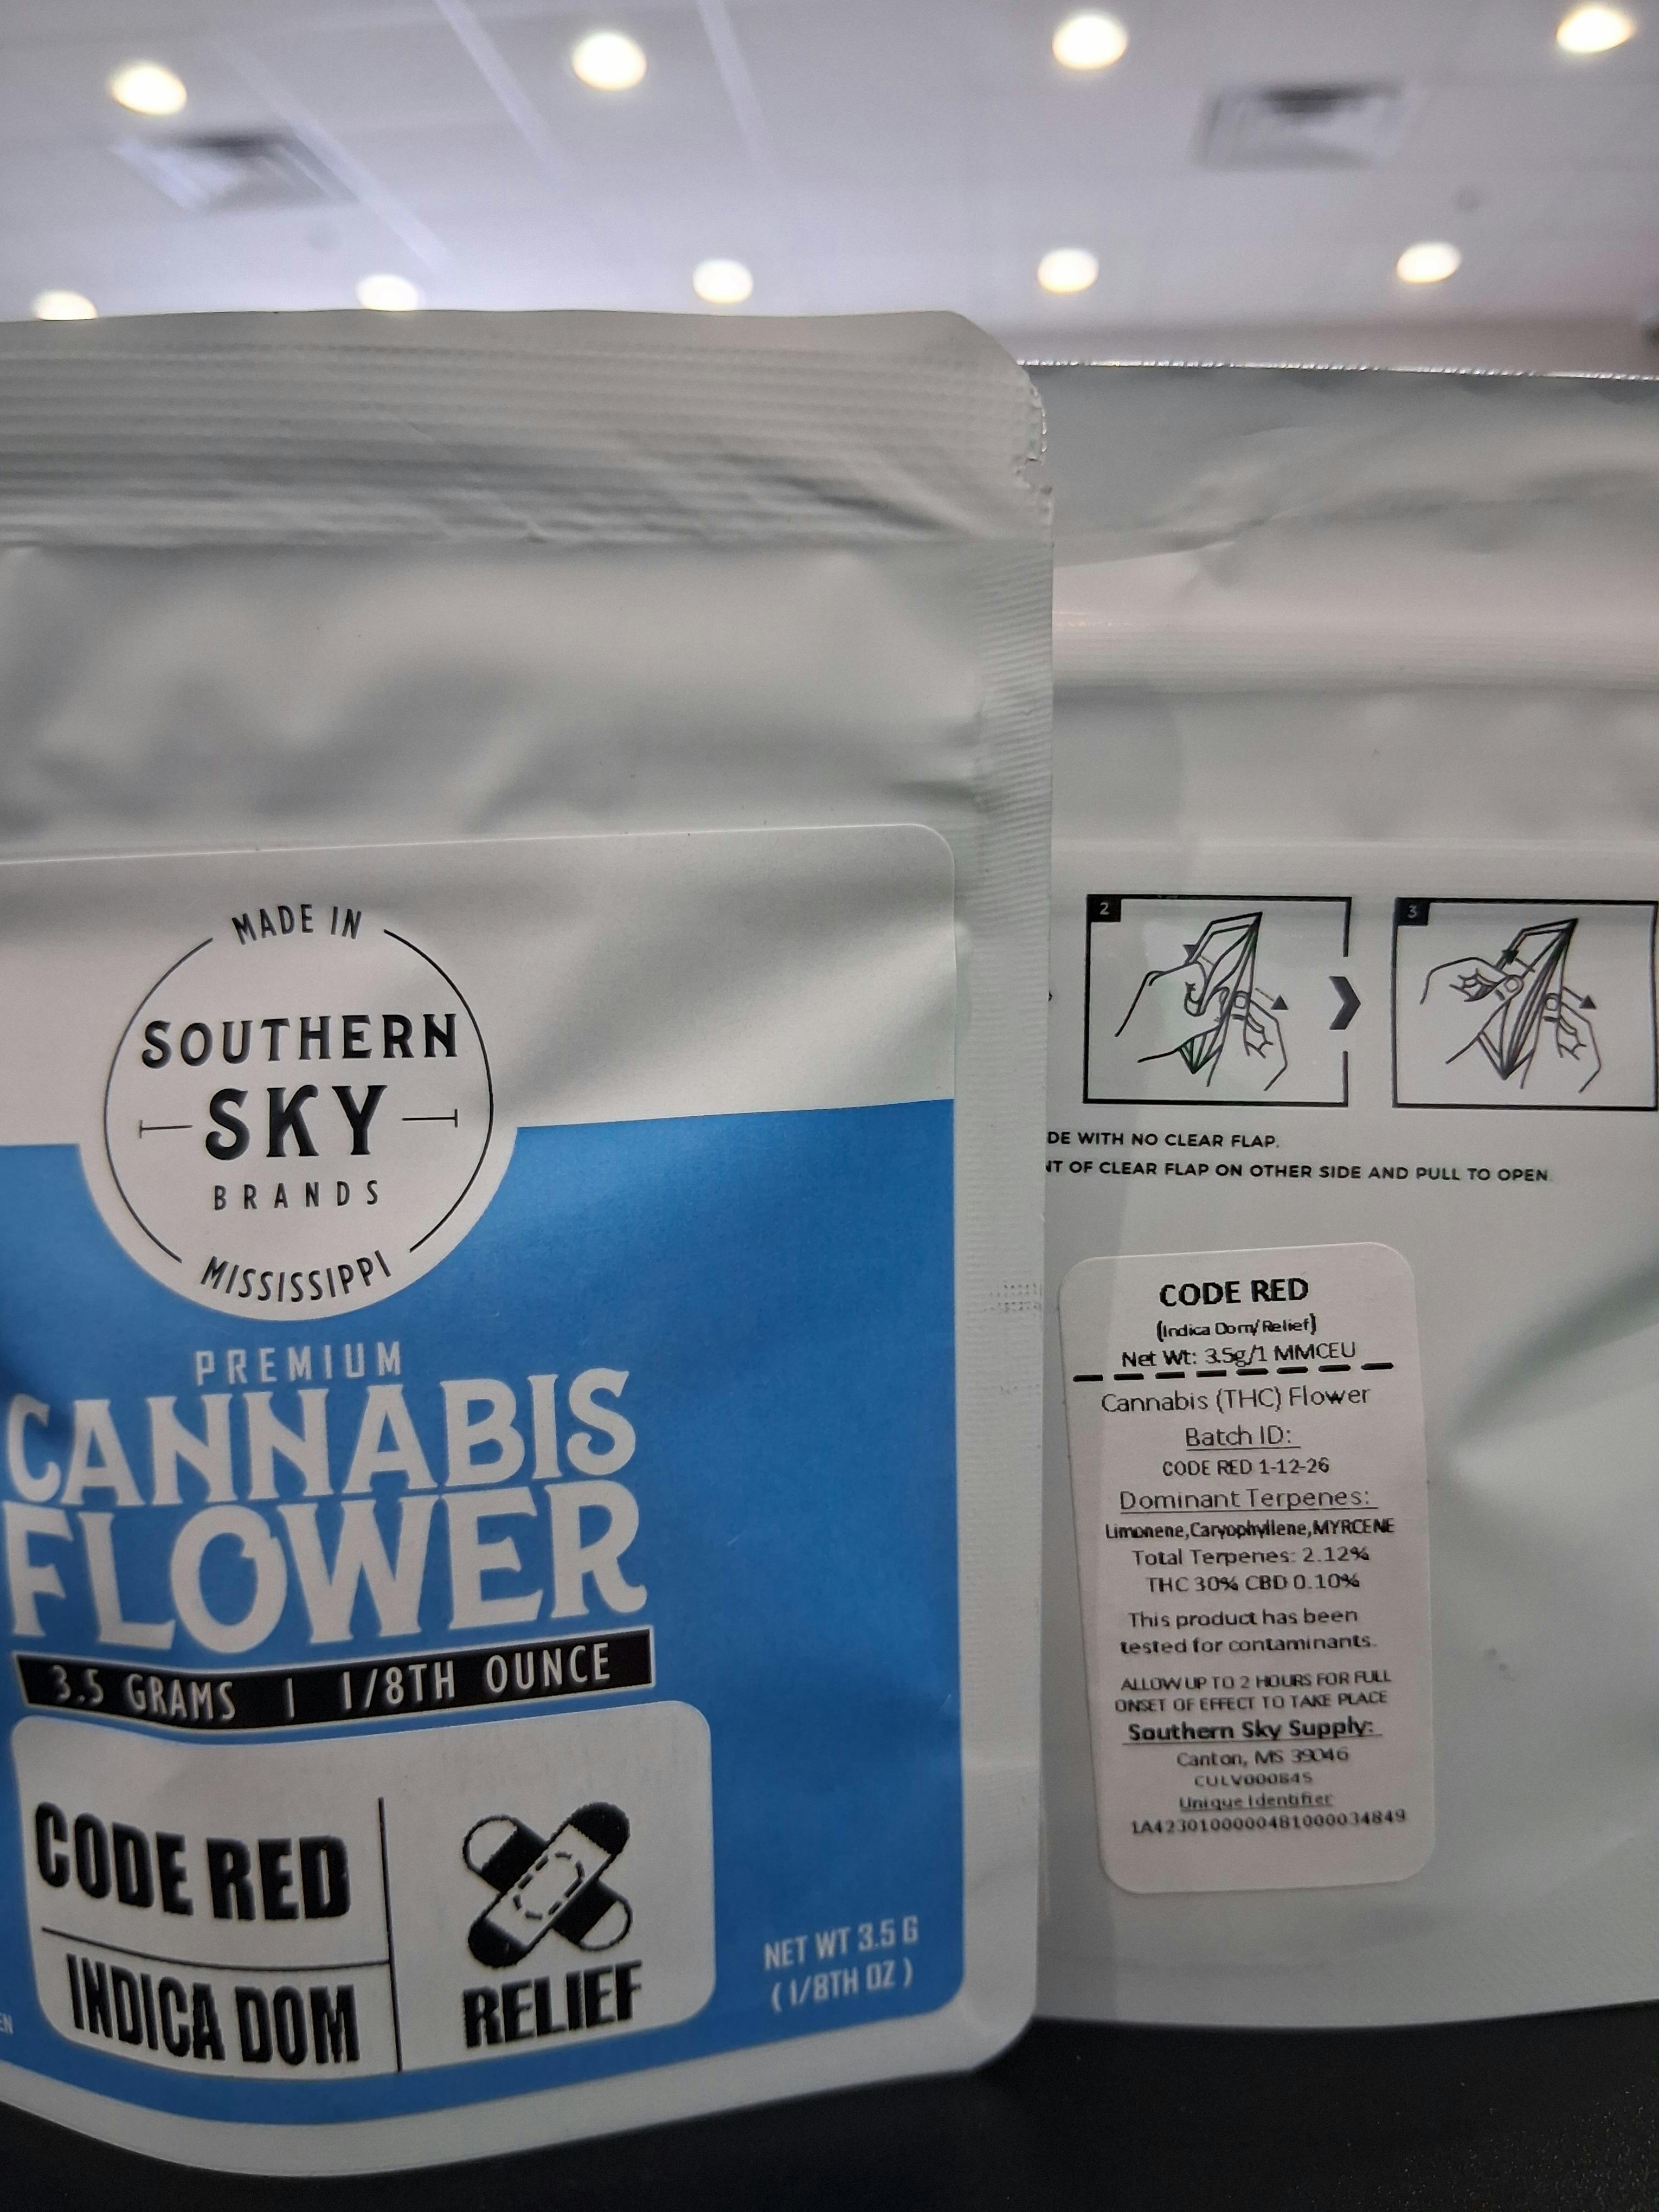 MADE IN
SOUTHERN
SKY
BRANDS
MISSISSIPPI
PREMIUM
CANNABIS
FLOWER
3.5 GRAMS | 1/8TH OUNCE
CODE RED
INDICA DOM
RELIEF
NET WT 3.5 G
(1/8TH OZ)
2
3
WITH NO CLEAR FLAP.
OF CLEAR FLAP ON OTHER SIDE AND PULL TO OPEN
CODE RED
(Indica Dom/Relief)
Net Wt: 3.5g/1 MMCEU
Cannabis (THC) Flower
Batch ID:
CODE RED 1-12-26
Dominant Terpenes:
Limonene,Caryophyllene,MYRCENE
Total Terpenes: 2.12%
THC 30% CBD 0.10%
This product has been
tested for contaminants.
ALLOW UP TO 2 HOURS FOR FULL
ONSET OF EFFECT TO TAKE PLACE
Southern Sky Supply:
Canton, MS 39046
CULV000845
Unique Identifier
1A4230100000481000034849